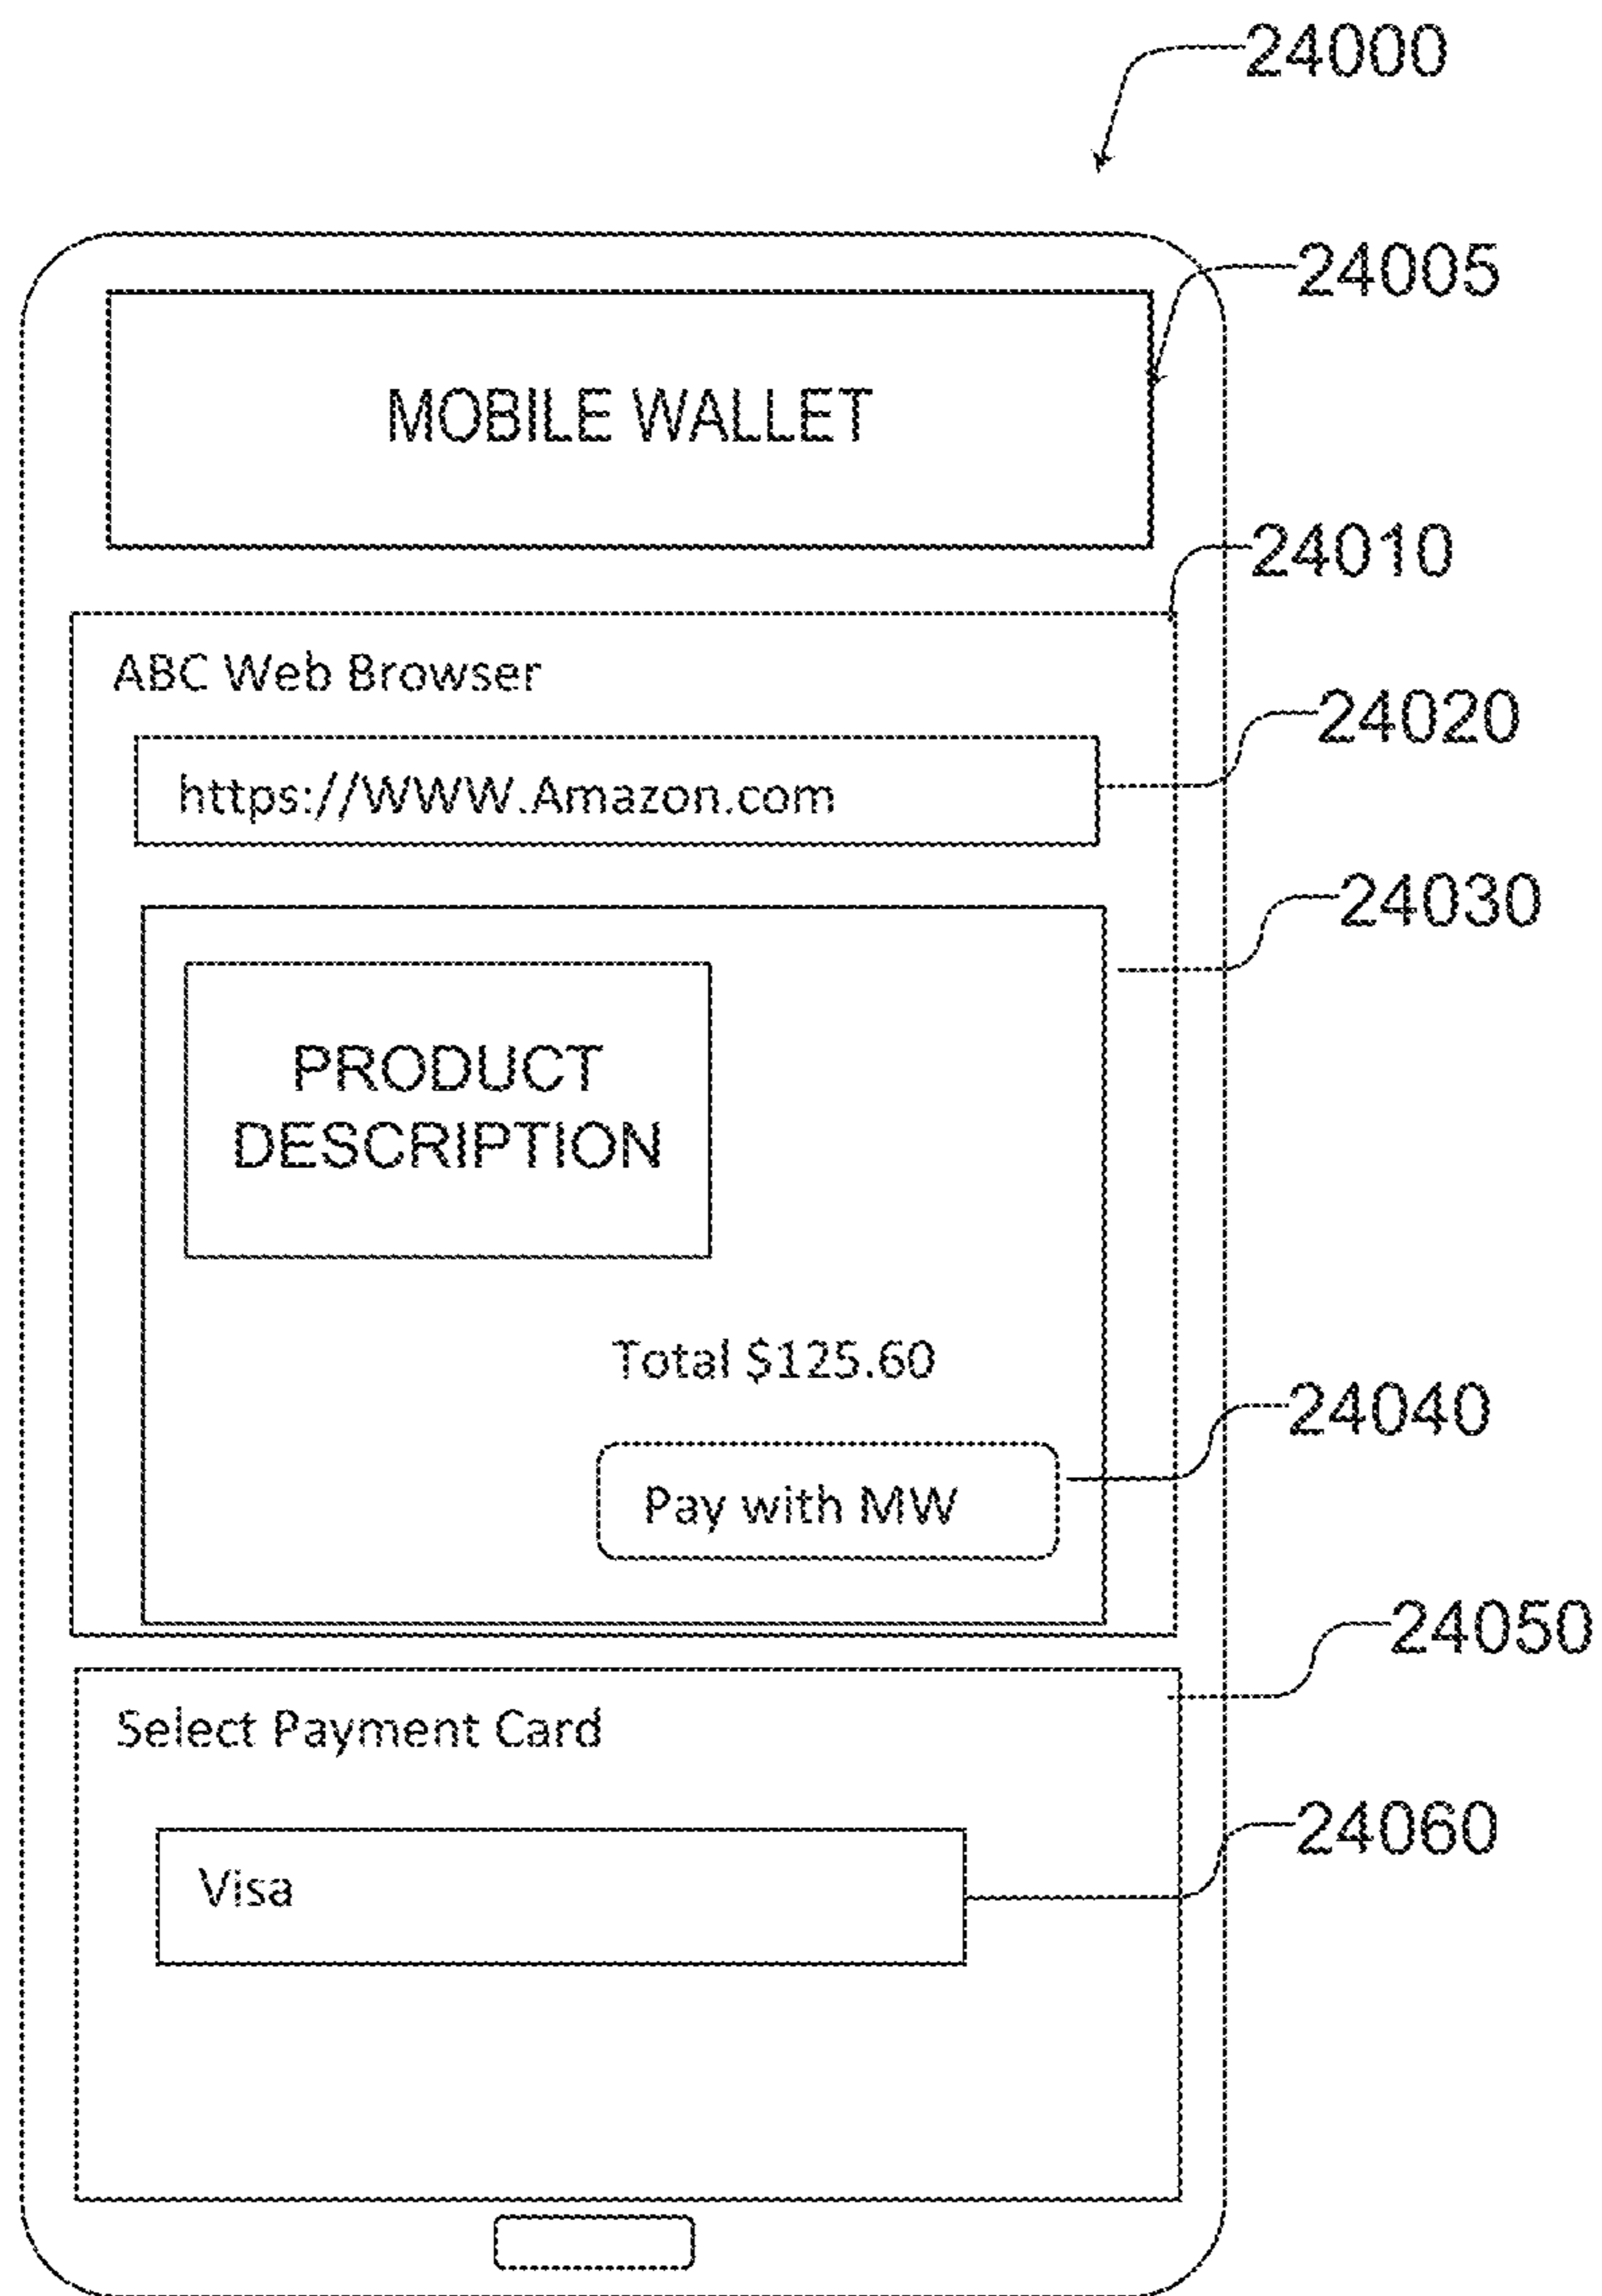 24000
24005
MOBILE WALLET
24010
ABC Web Browser
24020
https://WWW.Amazon.com
24030
PRODUCT
DESCRIPTION
Total $125.60
24040
Pay with MW
24050
Select Payment Card
24060
Visa